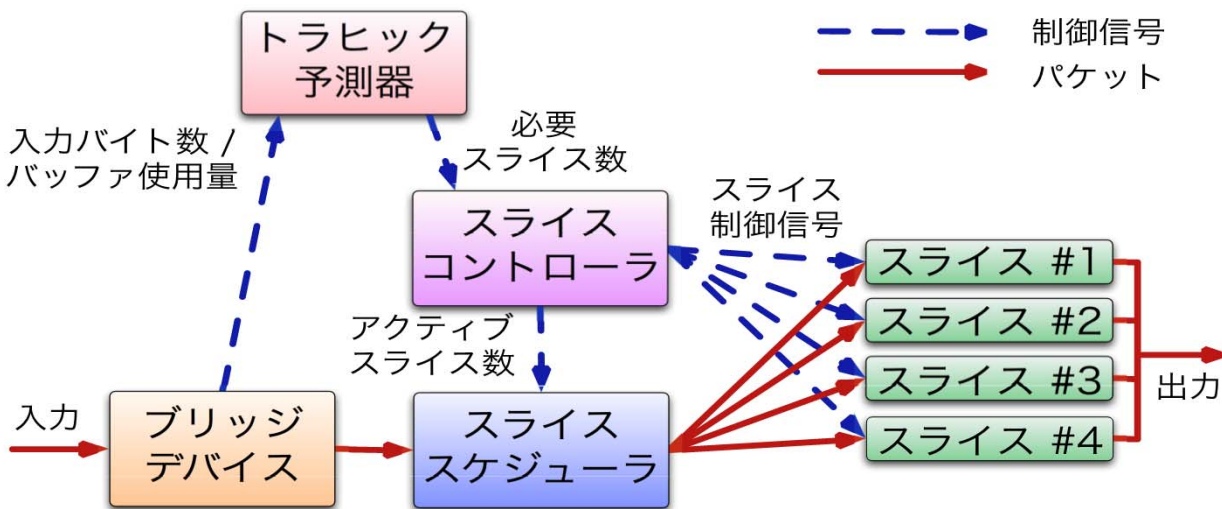 トラヒック
予測器
制御信号
パケット
入力バイト数 /
バッファ使用量
必要
スライス数
スライス
コントローラ
スライス
制御信号
スライス #1
スライス #2
スライス #3
スライス #4
アクティブ
スライス数
入力
ブリッジ
デバイス
スライス
スケジューラ
出力